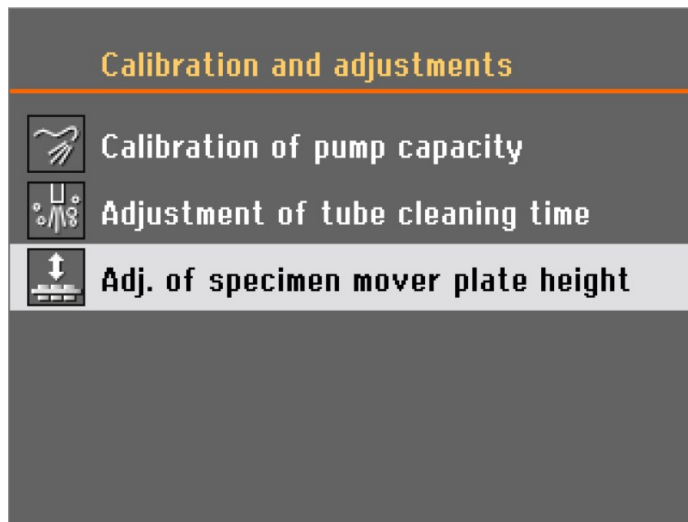 Calibration and adjustments
Calibration of pump capacity
Adjustment of tube cleaning time
Adj. of specimen mover plate height